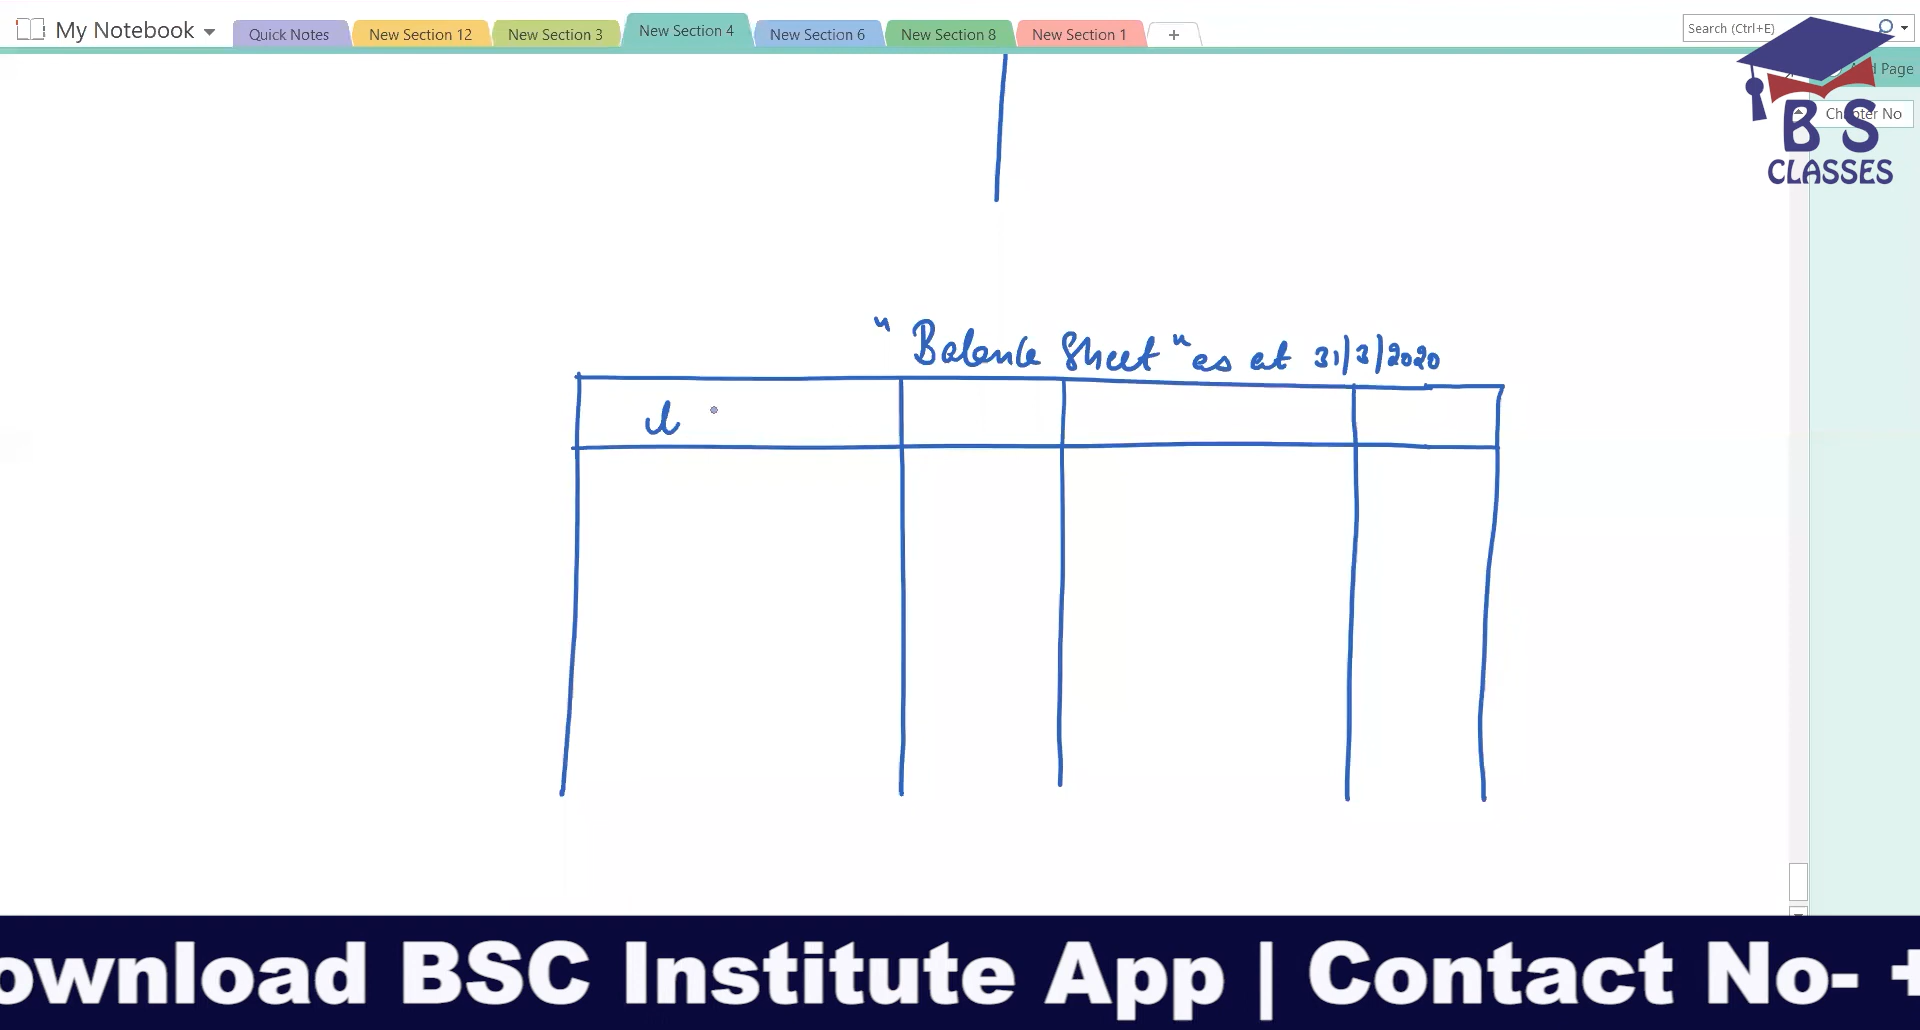 My Notebook
Quick Notes
New Section 12
New Section 3
New Section 4
New Section 6
New Section 8
New Section 1
+
Search (Ctrl+E)
Page
No
B S
CLASSES
" Balance Sheet " as at 31/3/2020
ownload BSC Institute App | Contact No- +